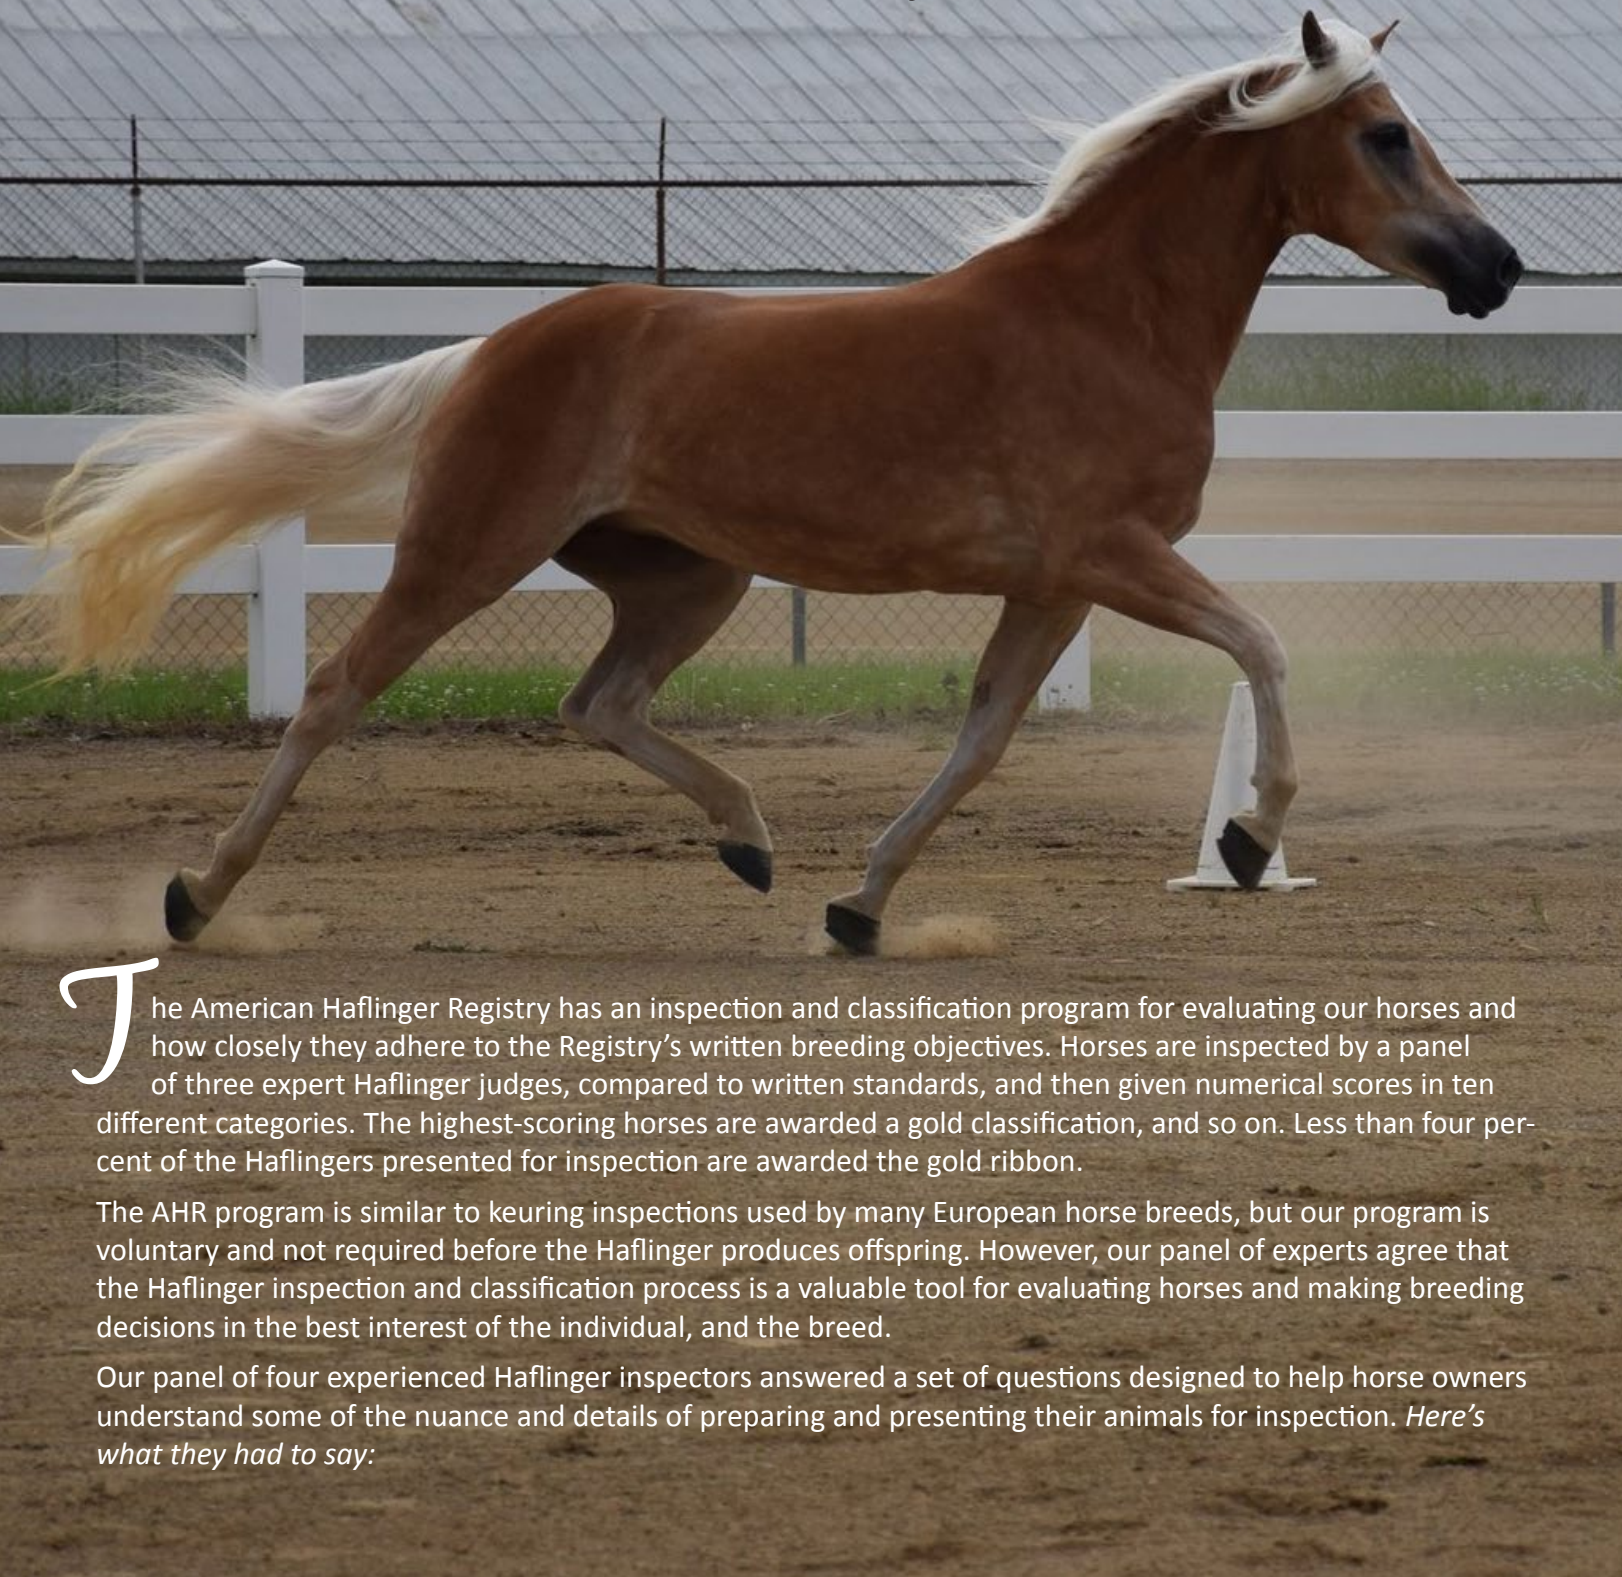 The American Haflinger Registry has an inspection and classification program for evaluating our horses and
how closely they adhere to the Registry’s written breeding objectives. Horses are inspected by a panel
of three expert Haflinger judges, compared to written standards, and then given numerical scores in ten
different categories. The highest-scoring horses are awarded a gold classification, and so on. Less than four per-
cent of the Haflingers presented for inspection are awarded the gold ribbon.
The AHR program is similar to keuring inspections used by many European horse breeds, but our program is
voluntary and not required before the Haflinger produces offspring. However, our panel of experts agree that
the Haflinger inspection and classification process is a valuable tool for evaluating horses and making breeding
decisions in the best interest of the individual, and the breed.
Our panel of four experienced Haflinger inspectors answered a set of questions designed to help horse owners
understand some of the nuance and details of preparing and presenting their animals for inspection. Here’s
what they had to say: